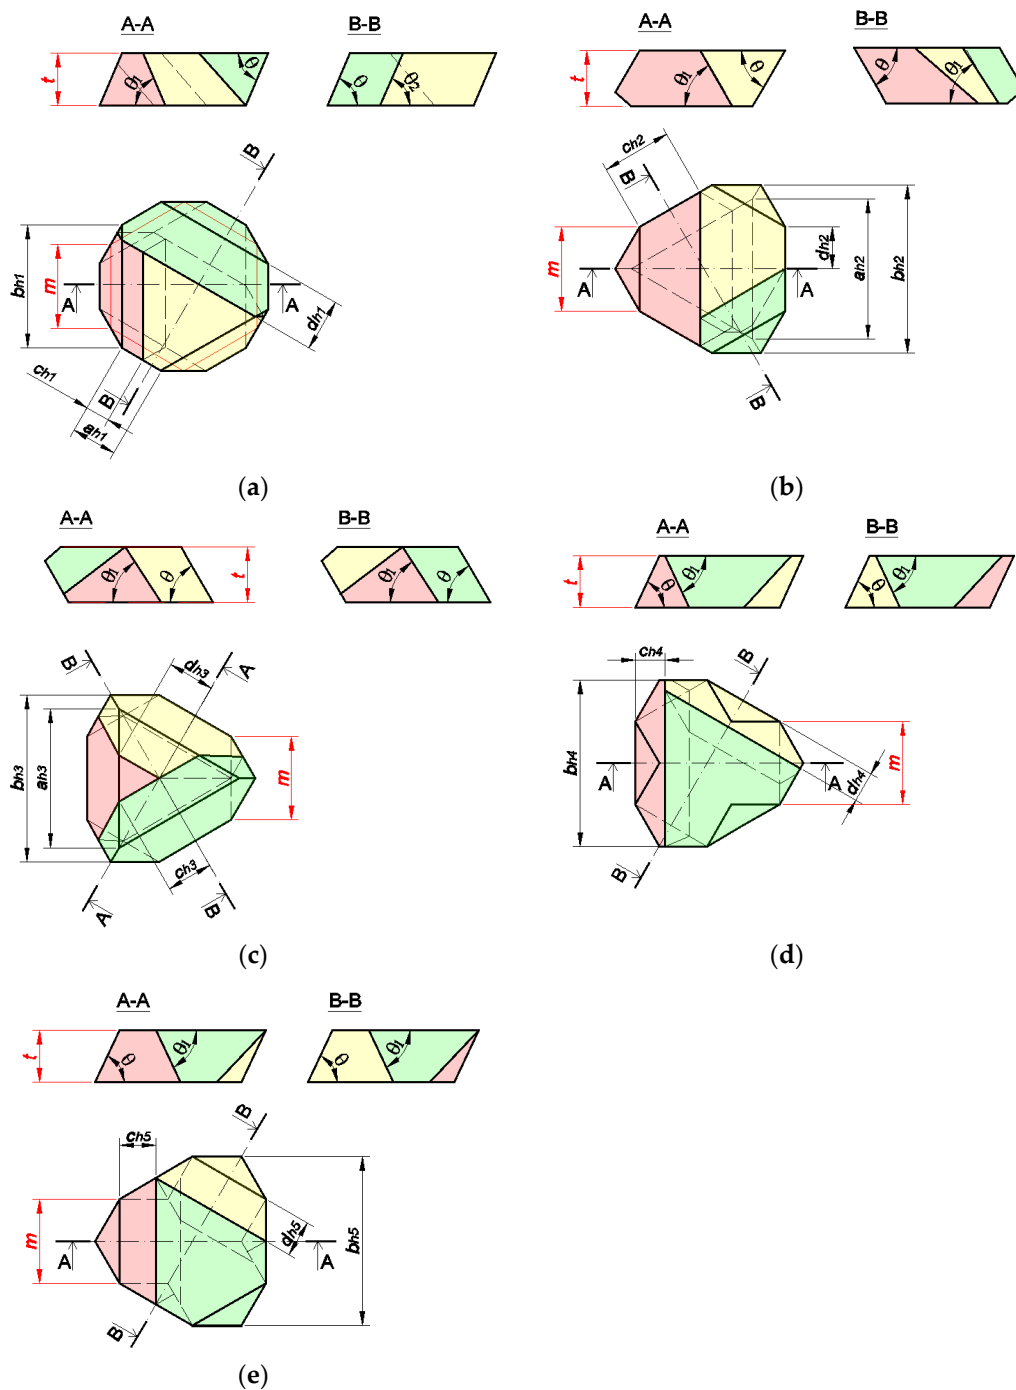 A-A
B-B
t
θ1
θ
θ
θ2
B
bh1
m
A
A
dh1
ch1
B
ah1
(a)
A-A
B-B
t
θ1
θ
θ
θ1
ch2
B
m
A
A
dh2
ah2
bh2
B
(b)
A-A
B-B
θ1
θ
t
θ1
θ
B
dh3
A
bh3
ah3
m
ch3
A
B
(c)
A-A
B-B
t
θ
θ1
θ
θ1
ch4
B
bh4
A
A
dh4
m
B
(d)
A-A
B-B
t
θ
θ1
θ
θ1
B
ch5
m
A
A
dh5
bh5
B
(e)